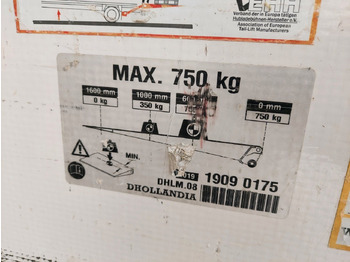 Verband der in Europa tätigen
Hubladebühnen-Hersteller e.V.
Association of European
Tail-Lift Manufacturers
MAX. 750 kg
1600 mm
0 kg
1000 mm
350 kg
0 mm
750 kg
MIN.
2019
1909 0175
DHLM.08
DHOLLANDIA